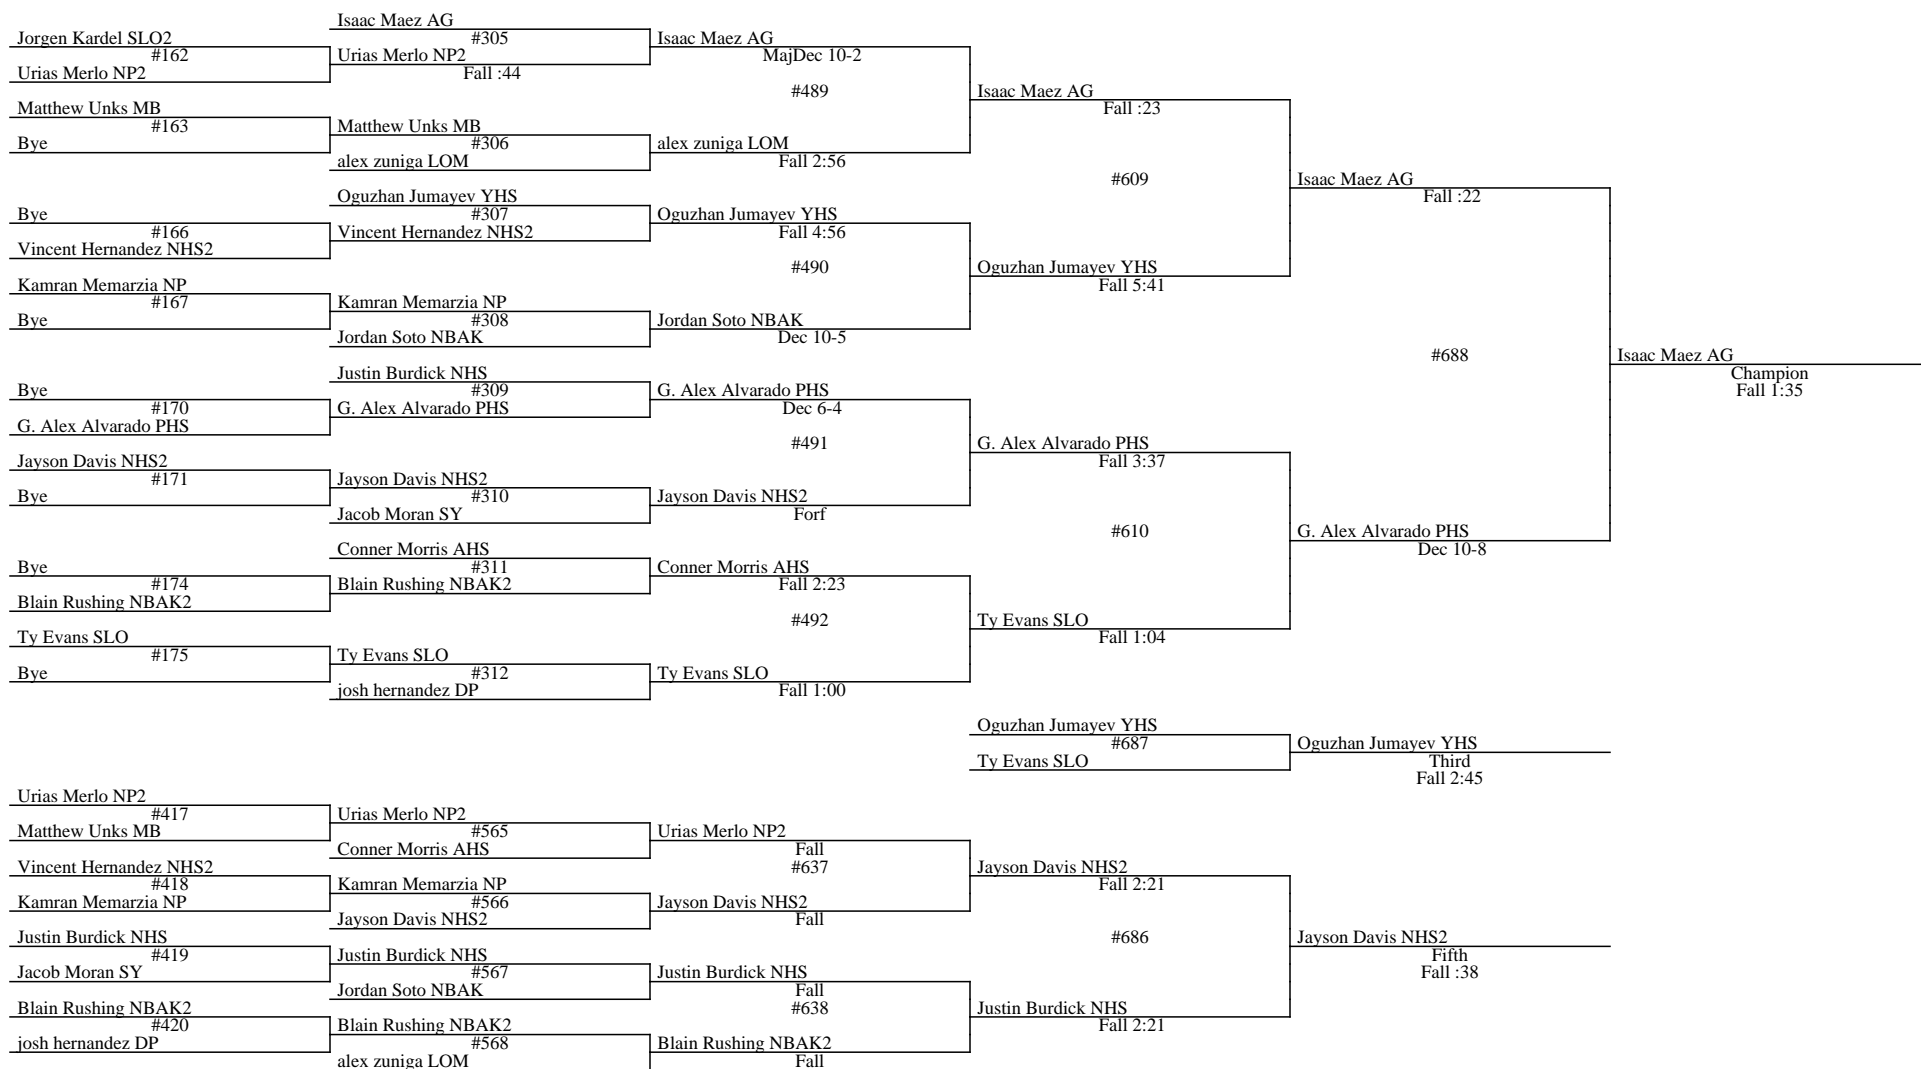 Isaac Maez AG
Jorgen Kardel SLO2
#305
Isaac Maez AG
#162
Urias Merlo NP2
MajDec 10-2
Urias Merlo NP2
Fall :44
#489
Isaac Maez AG
Matthew Unks MB
Fall :23
#163
Matthew Unks MB
Bye
#306
alex zuniga LOM
alex zuniga LOM
Fall 2:56
#609
Isaac Maez AG
Oguzhan Jumayev YHS
Fall :22
Bye
#307
Oguzhan Jumayev YHS
#166
Vincent Hernandez NHS2
Fall 4:56
Vincent Hernandez NHS2
#490
Oguzhan Jumayev YHS
Kamran Memarzia NP
Fall 5:41
#167
Kamran Memarzia NP
Bye
#308
Jordan Soto NBAK
Jordan Soto NBAK
Dec 10-5
#688
Isaac Maez AG
Justin Burdick NHS
Champion
Bye
#309
G. Alex Alvarado PHS
Fall 1:35
#170
G. Alex Alvarado PHS
Dec 6-4
G. Alex Alvarado PHS
#491
G. Alex Alvarado PHS
Jayson Davis NHS2
Fall 3:37
#171
Jayson Davis NHS2
Bye
#310
Jayson Davis NHS2
Jacob Moran SY
Forf
#610
G. Alex Alvarado PHS
Conner Morris AHS
Dec 10-8
Bye
#311
Conner Morris AHS
#174
Blain Rushing NBAK2
Fall 2:23
Blain Rushing NBAK2
#492
Ty Evans SLO
Ty Evans SLO
Fall 1:04
#175
Ty Evans SLO
Bye
#312
Ty Evans SLO
josh hernandez DP
Fall 1:00
Oguzhan Jumayev YHS
#687
Oguzhan Jumayev YHS
Ty Evans SLO
Third
Fall 2:45
Urias Merlo NP2
#417
Urias Merlo NP2
Matthew Unks MB
#565
Urias Merlo NP2
Conner Morris AHS
Fall
Vincent Hernandez NHS2
#637
Jayson Davis NHS2
#418
Kamran Memarzia NP
Fall 2:21
Kamran Memarzia NP
#566
Jayson Davis NHS2
Jayson Davis NHS2
Fall
Justin Burdick NHS
#686
Jayson Davis NHS2
#419
Justin Burdick NHS
Fifth
Jacob Moran SY
#567
Justin Burdick NHS
Fall :38
Jordan Soto NBAK
Fall
Blain Rushing NBAK2
#638
Justin Burdick NHS
#420
Blain Rushing NBAK2
Fall 2:21
josh hernandez DP
#568
Blain Rushing NBAK2
alex zuniga LOM
Fall